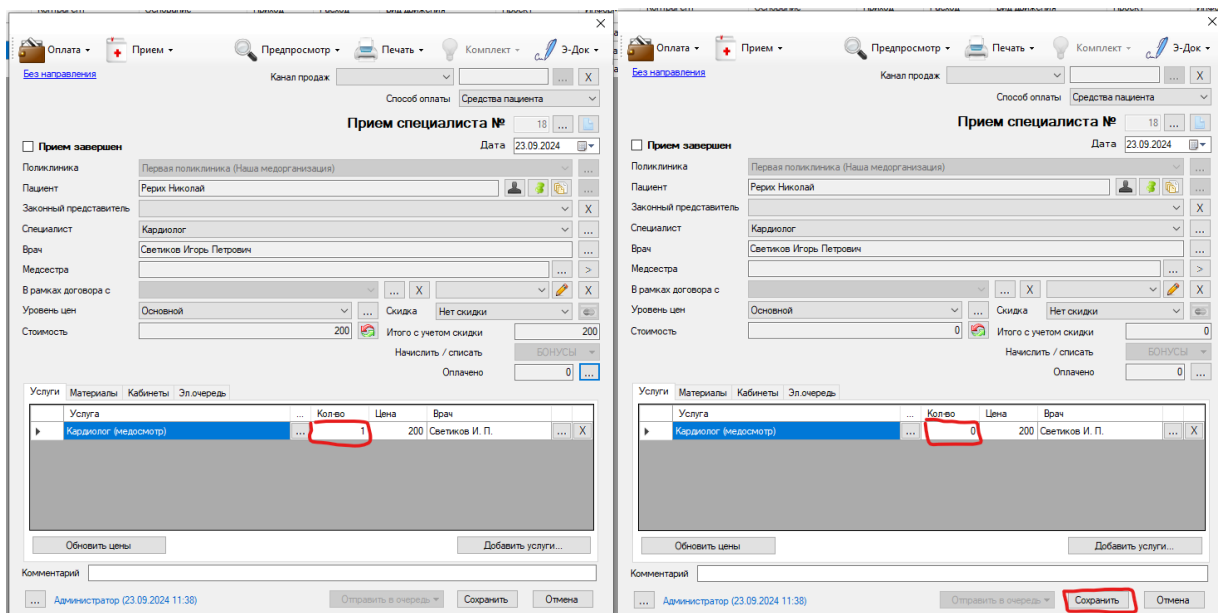 Оплата Прием Предпросмотр Печать Комплект Э-Док
Без направления
Канал продаж ... X
Способ оплаты Средства пациента
Прием специалиста № 18 ...
Прием завершен Дата 23.09.2024
Поликлиника Первая поликлиника (Наша медорганизация) ...
Пациент Рерих Николай ...
Законный представитель X
Специалист Кардиолог ...
Врач Светиков Игорь Петрович ...
Медсестра ... >
В рамках договора с ... X X
Уровень цен Основной ... Скидка Нет скидки
Стоимость 200 Итого с учетом скидки 200
Начислить / списать БОНУСЫ
Оплачено 0 ...
Услуги Материалы Кабинеты Эл.очередь
Услуга ... Кол-во Цена Врач
Кардиолог (медосмотр) ... 1 200 Светиков И. П. ... X
Обновить цены Добавить услуги...
Комментарий
... Администратор (23.09.2024 11:38) Отправить в очередь Сохранить Отмена
Оплата Прием Предпросмотр Печать Комплект Э-Док
Без направления
Канал продаж ... X
Способ оплаты Средства пациента
Прием специалиста № 18 ...
Прием завершен Дата 23.09.2024
Поликлиника Первая поликлиника (Наша медорганизация) ...
Пациент Рерих Николай ...
Законный представитель X
Специалист Кардиолог ...
Врач Светиков Игорь Петрович ...
Медсестра ... >
В рамках договора с ... X X
Уровень цен Основной ... Скидка Нет скидки
Стоимость 0 Итого с учетом скидки 0
Начислить / списать БОНУСЫ
Оплачено 0 ...
Услуги Материалы Кабинеты Эл.очередь
Услуга ... Кол-во Цена Врач
Кардиолог (медосмотр) ... 0 200 Светиков И. П. ... X
Обновить цены Добавить услуги...
Комментарий
... Администратор (23.09.2024 11:38) Отправить в очередь Сохранить Отмена